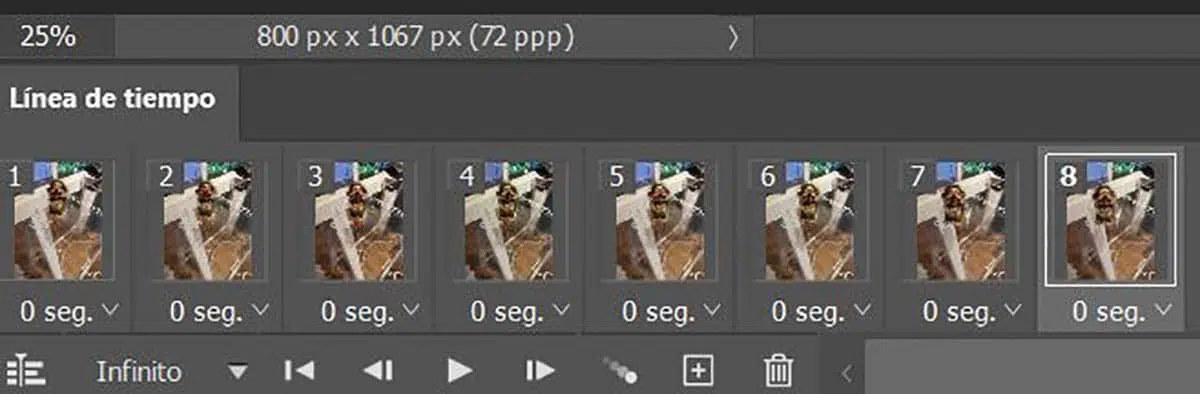 25% 800 px x 1067 px (72 ppp)
Línea de tiempo
1 2 3 4 5 6 7 8
0 seg. 0 seg. 0 seg. 0 seg. 0 seg. 0 seg. 0 seg. 0 seg.
Infinito